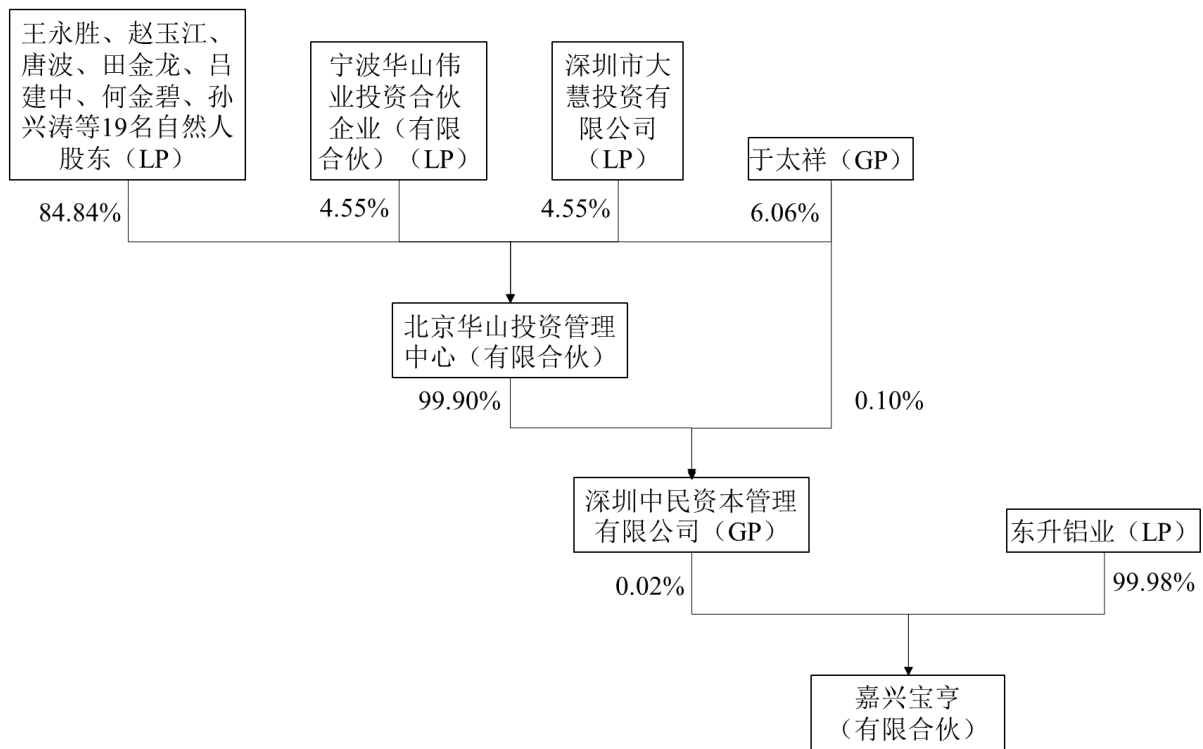 王永胜、赵玉江、
唐波、田金龙、吕
建中、何金碧、孙
兴涛等19名自然人
股东（LP）
宁波华山伟
业投资合伙
企业（有限
合伙）（LP）
深圳市大
慧投资有
限公司
（LP）
于太祥（GP）
84.84%
4.55%
4.55%
6.06%
北京华山投资管理
中心（有限合伙）
99.90%
0.10%
深圳中民资本管理
有限公司（GP）
东升铝业（LP）
0.02%
99.98%
嘉兴宝亨
（有限合伙）